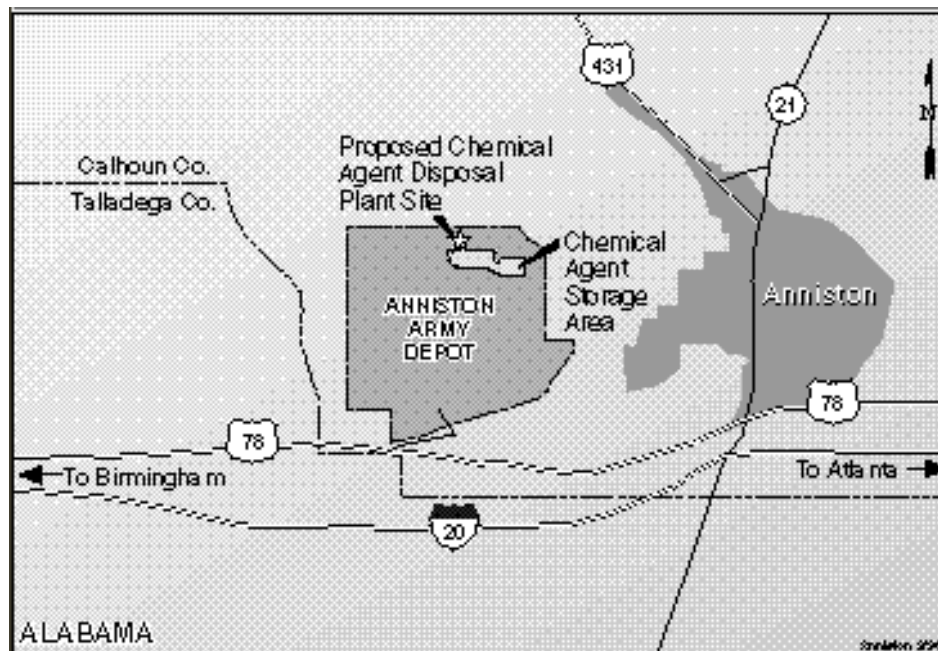 431
21
N
Proposed Chemical
Agent Disposal
Plant Site
Calhoun Co.
Talladega Co.
Chemical
Agent
Storage
Area
Anniston
ANNISTON
ARMY
DEPOT
78
78
To Birmingham
To Atlanta
20
ALABAMA